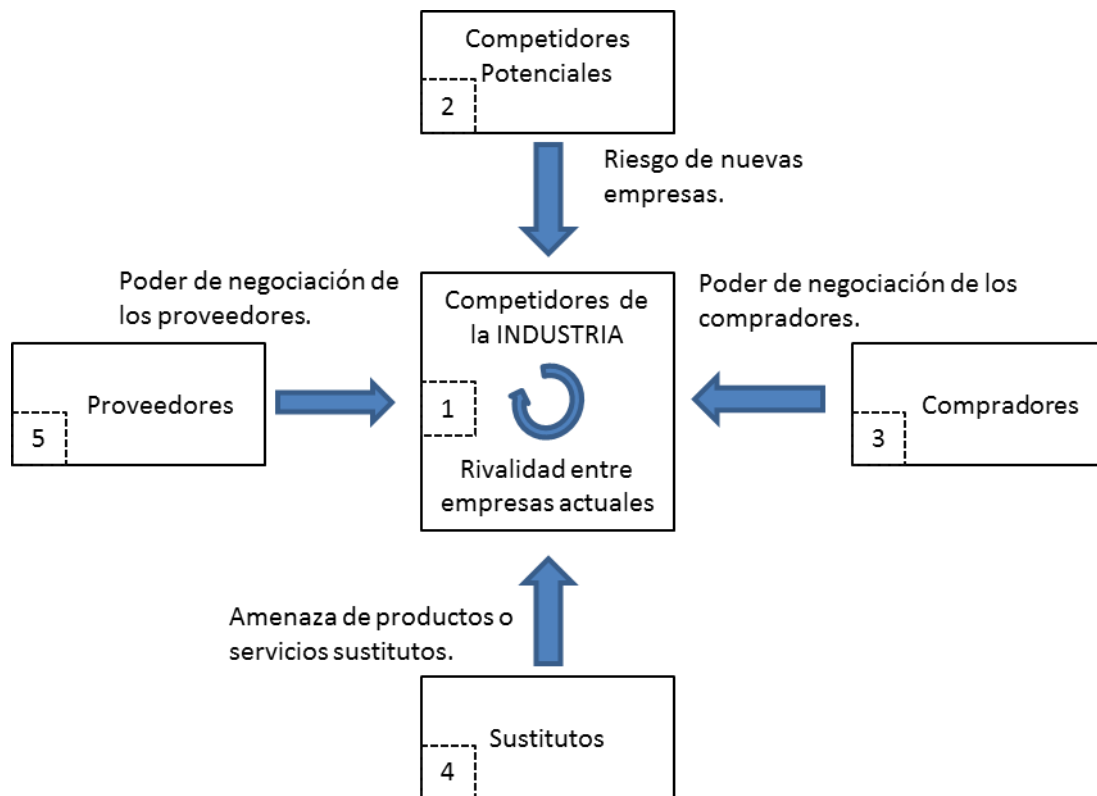 Competidores
Potenciales
2
Riesgo de nuevas
empresas.
Poder de negociación de
los proveedores.
Competidores de
la INDUSTRIA
Poder de negociación de los
compradores.
Proveedores
5
1
Compradores
3
Rivalidad entre
empresas actuales
Amenaza de productos o
servicios sustitutos.
Sustitutos
4